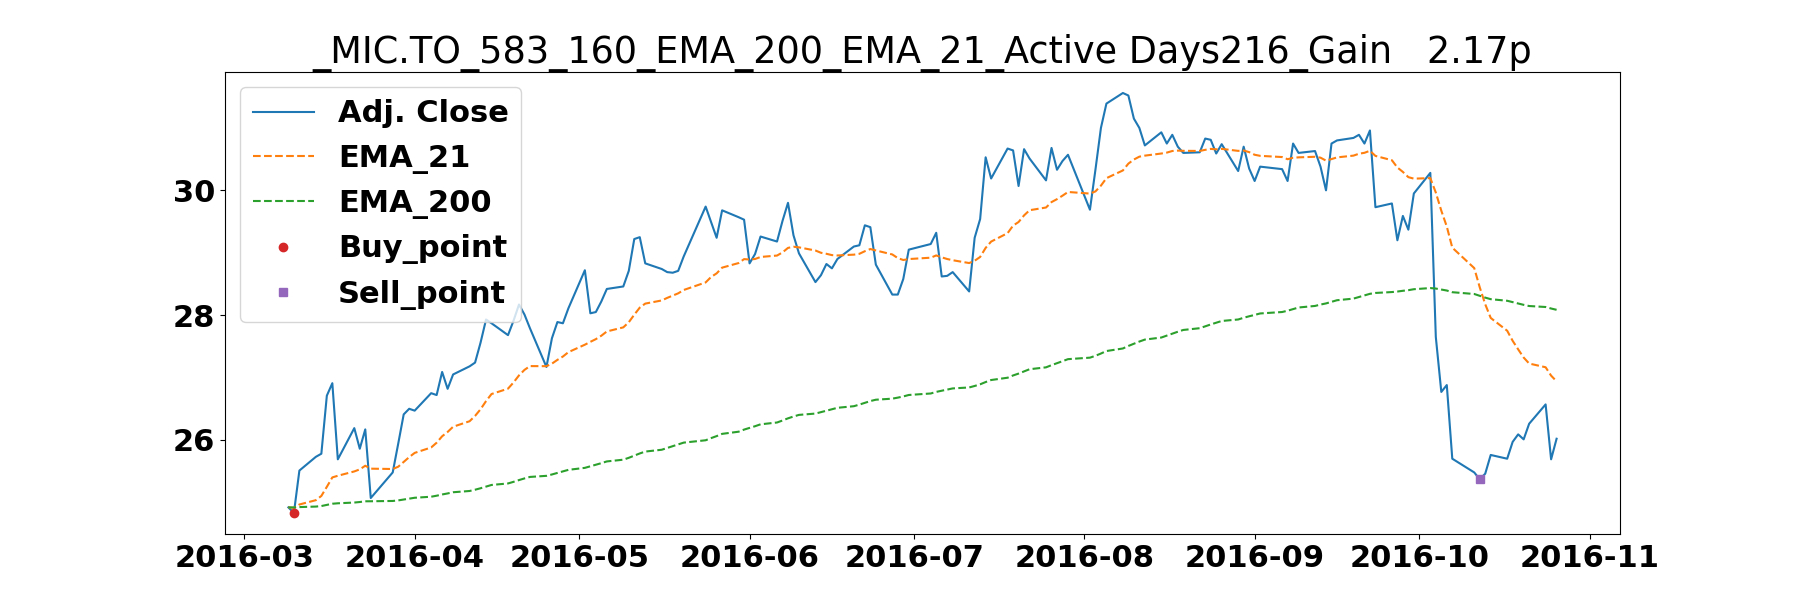 _MIC.TO_583_160_EMA_200_EMA_21_Active Days216_Gain   2.17p
Adj. Close
EMA_21
EMA_200
Buy_point
Sell_point
30
28
26
2016-03 2016-04 2016-05 2016-06 2016-07 2016-08 2016-09 2016-10 2016-11